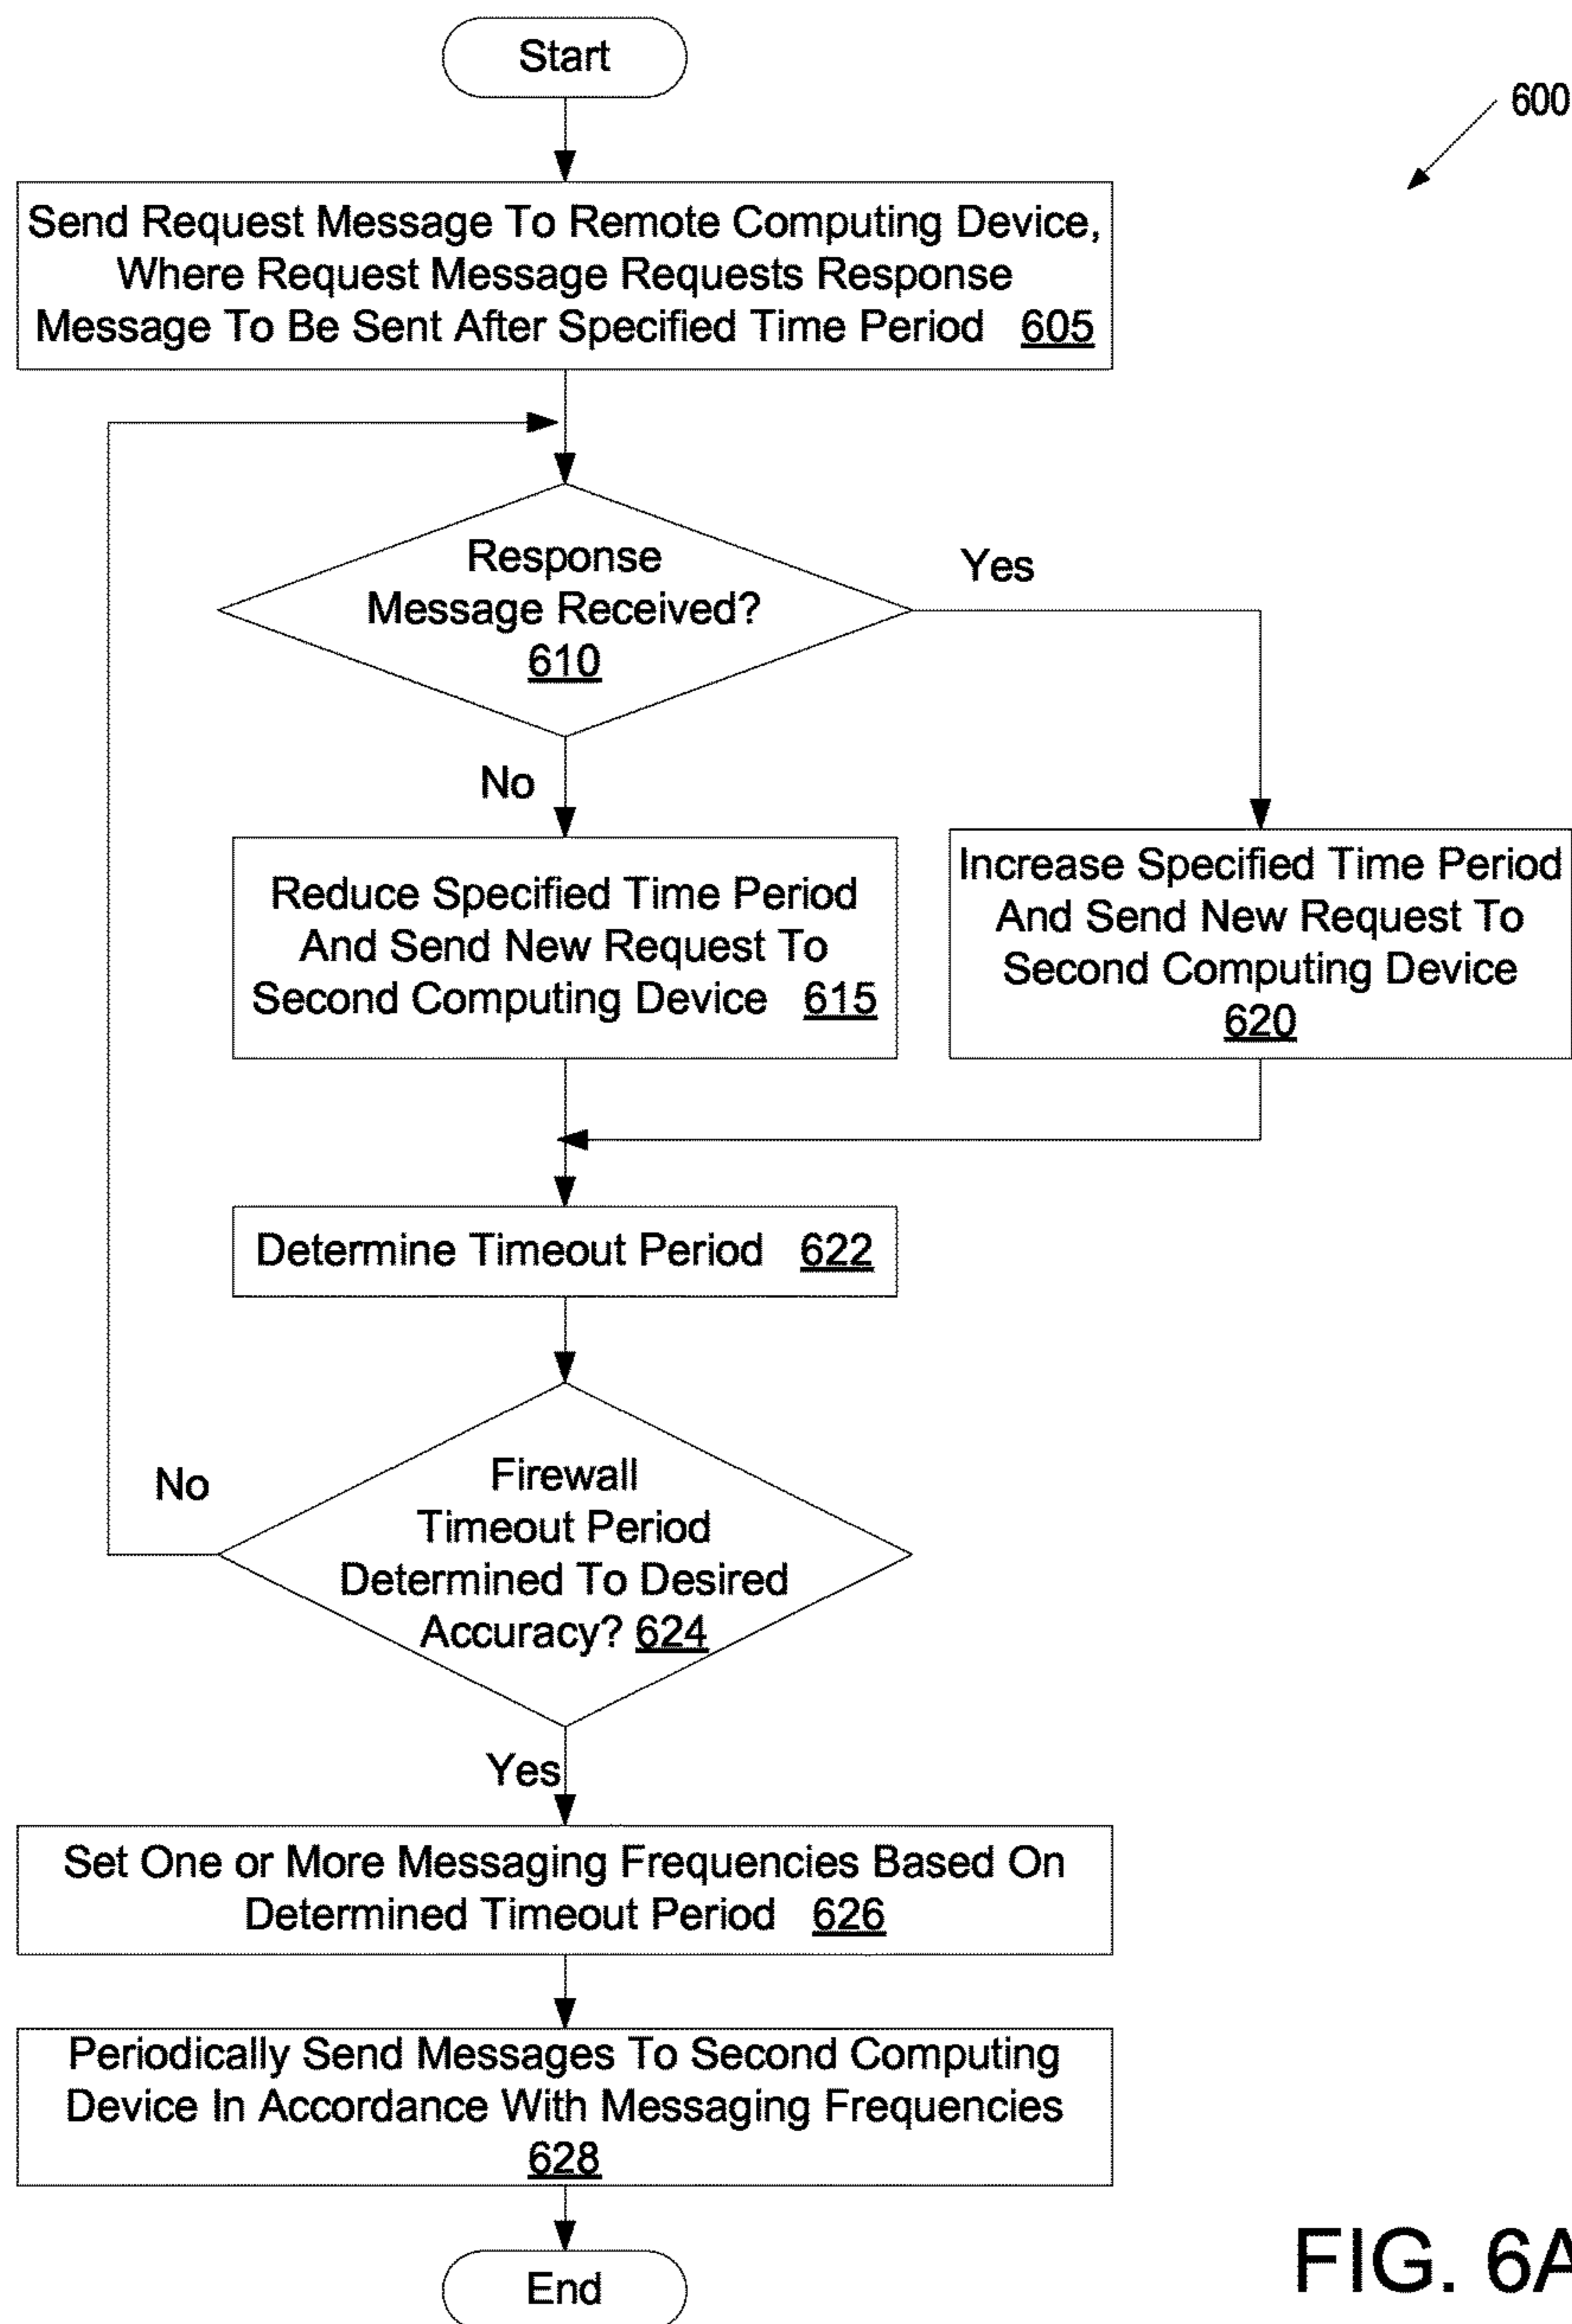 Start
600
Send Request Message To Remote Computing Device,
Where Request Message Requests Response
Message To Be Sent After Specified Time Period 605
Response
Message Received?
610
Yes
No
Reduce Specified Time Period
And Send New Request To
Second Computing Device 615
Increase Specified Time Period
And Send New Request To
Second Computing Device
620
Determine Timeout Period 622
Firewall
Timeout Period
Determined To Desired
Accuracy? 624
No
Yes
Set One or More Messaging Frequencies Based On
Determined Timeout Period 626
Periodically Send Messages To Second Computing
Device In Accordance With Messaging Frequencies
628
End
FIG. 6A